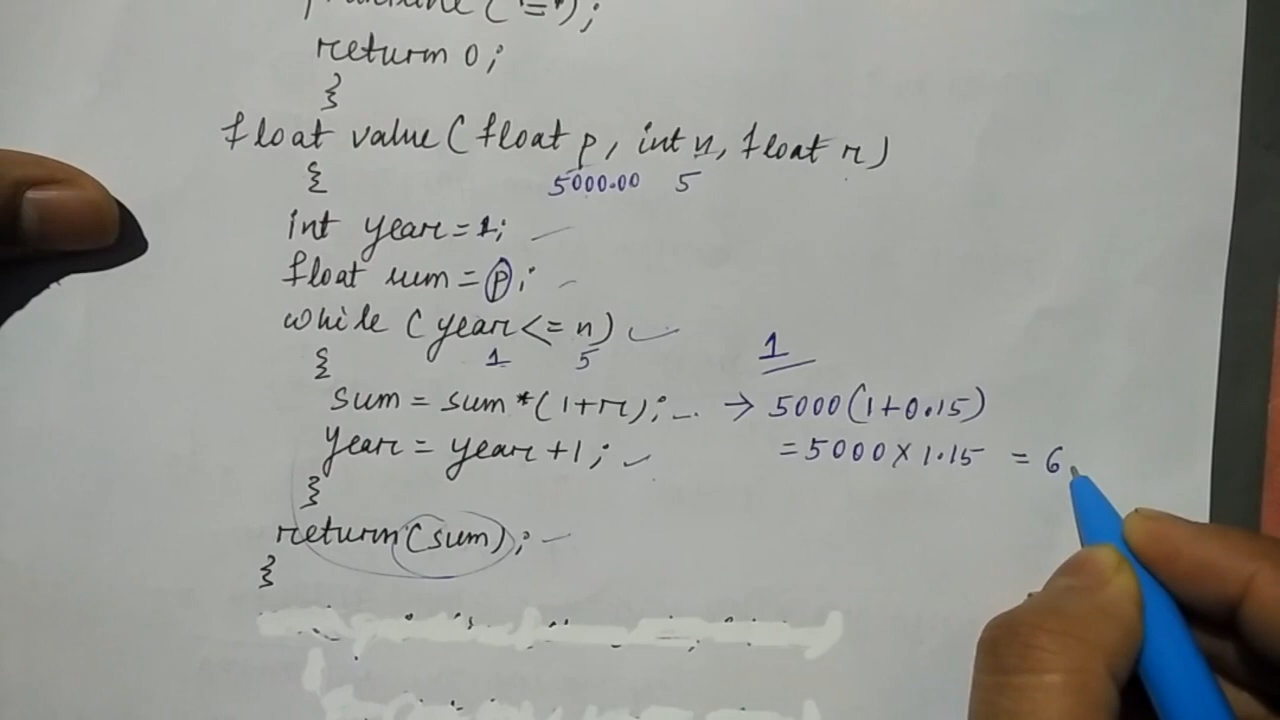 ('=');
return 0;
}
float value(float p, int n, float r)
{
5000.00 5
int year=1;
float sum=p;
while (year<=n)
1 5
{
1
sum = sum*(1+r); → 5000(1+0.15)
year = year+1; =5000×1.15 = 6
}
return(sum);
}